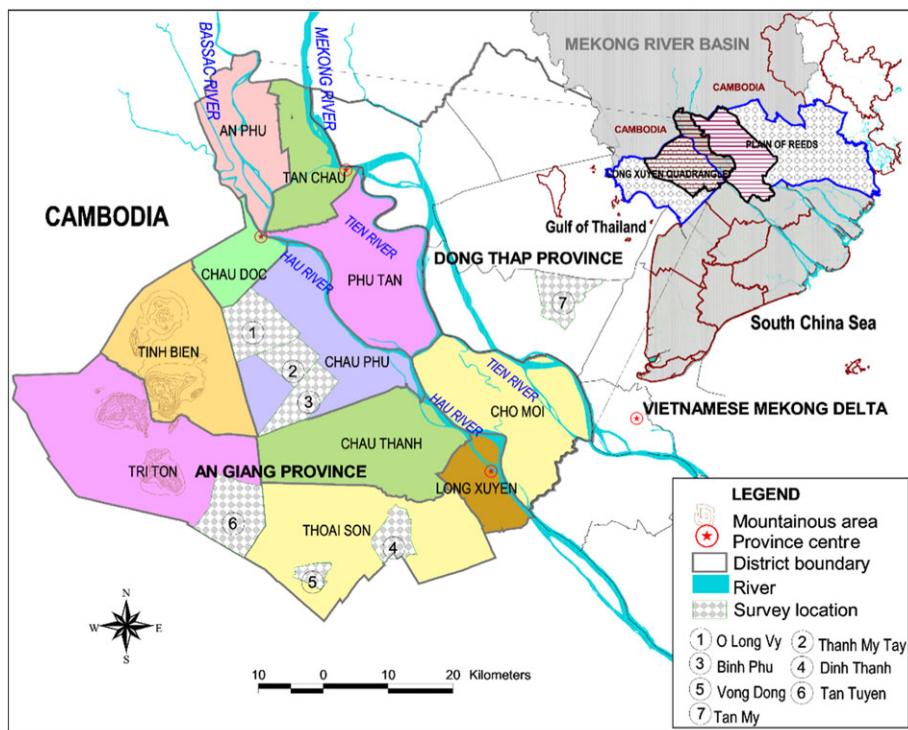 BASSAC RIVER
MEKONG RIVER
MEKONG RIVER BASIN
CAMBODIA
CAMBODIA
PLAIN OF REEDS
LONG XUYEN QUADRANGLE
Gulf of Thailand
South China Sea
VIETNAMESE MEKONG DELTA
AN PHU
TAN CHAU
CAMBODIA
CHAU DOC
HAU RIVER
TIEN RIVER
PHU TAN
DONG THAP PROVINCE
7
1
TINH BIEN
2
CHAU PHU
3
TIEN RIVER
HAU RIVER
CHO MOI
CHAU THANH
TRI TON
AN GIANG PROVINCE
LONG XUYEN
6
THOAI SON
4
5
N
W E
S
10 0 10 20 Kilometers
LEGEND
Mountainous area
Province centre
District boundary
River
Survey location
1 O Long Vy 2 Thanh My Tay
3 Binh Phu 4 Dinh Thanh
5 Vong Dong 6 Tan Tuyen
7 Tan My